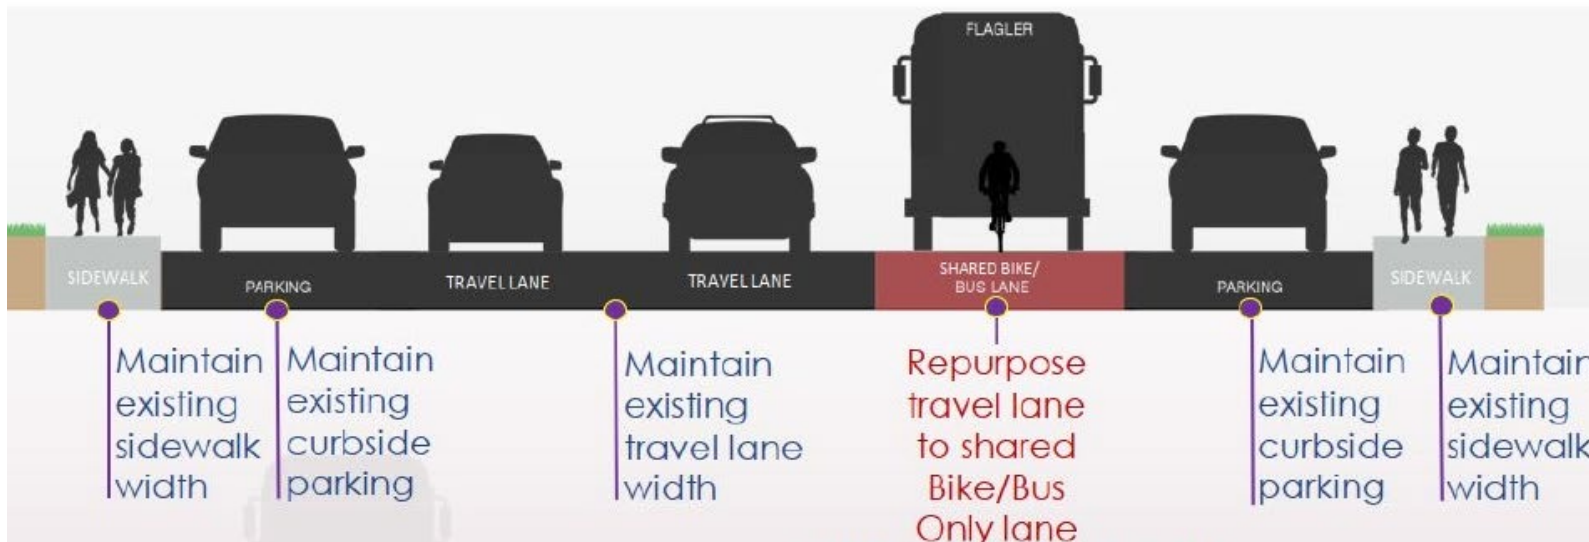 FLAGLER
SIDEWALK
PARKING
TRAVEL LANE
TRAVEL LANE
SHARED BIKE/
BUS LANE
PARKING
SIDEWALK
Maintain
existing
sidewalk
width
Maintain
existing
curbside
parking
Maintain
existing
travel lane
width
Repurpose
travel lane
to shared
Bike/Bus
Only lane
Maintain
existing
curbside
parking
Maintain
existing
sidewalk
width